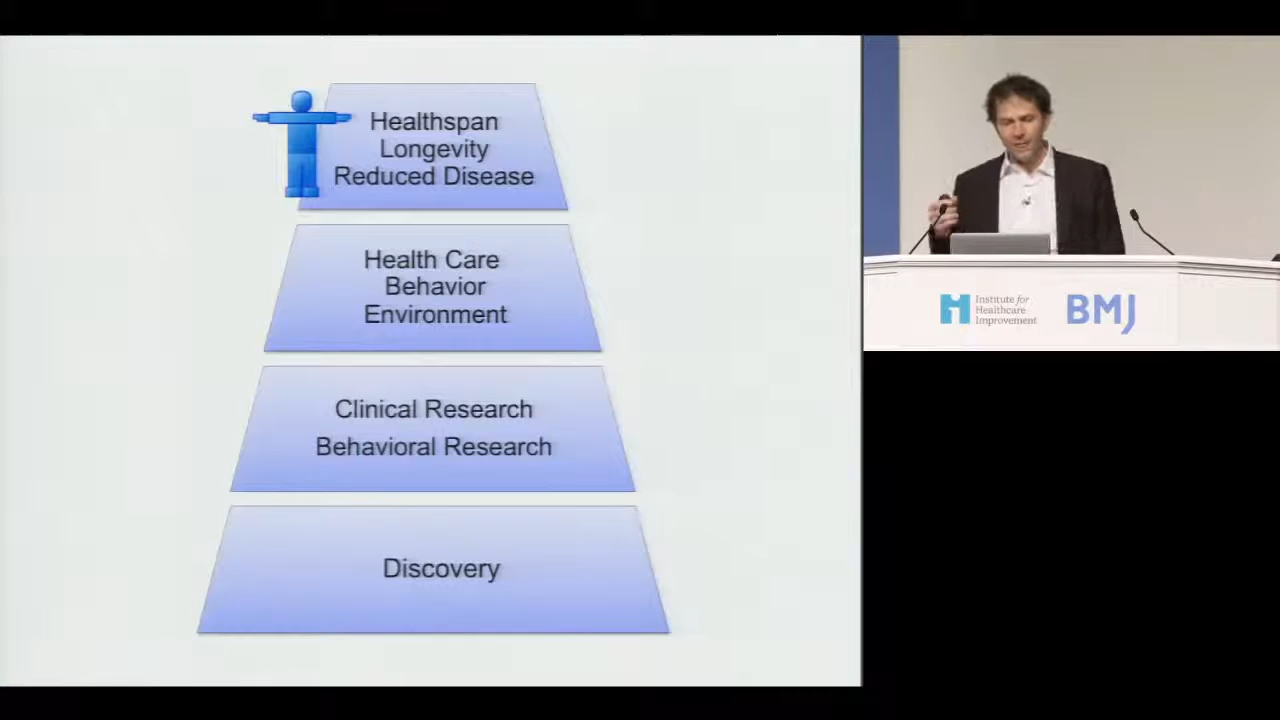 Healthspan
Longevity
Reduced Disease
Health Care
Behavior
Environment
Clinical Research
Behavioral Research
Discovery
Institute for
Healthcare
Improvement
BMJ